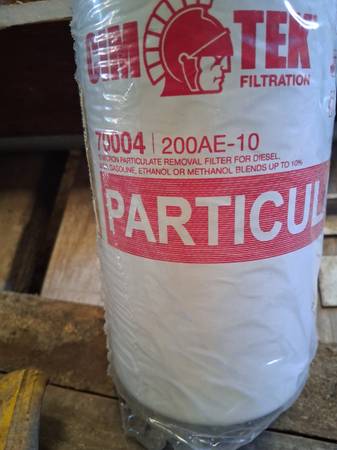 CIM TEK
FILTRATION
70004 | 200AE-10
MICRON PARTICULATE REMOVAL FILTER FOR DIESEL,
GASOLINE, ETHANOL OR METHANOL BLENDS UP TO 10%
PARTICUL